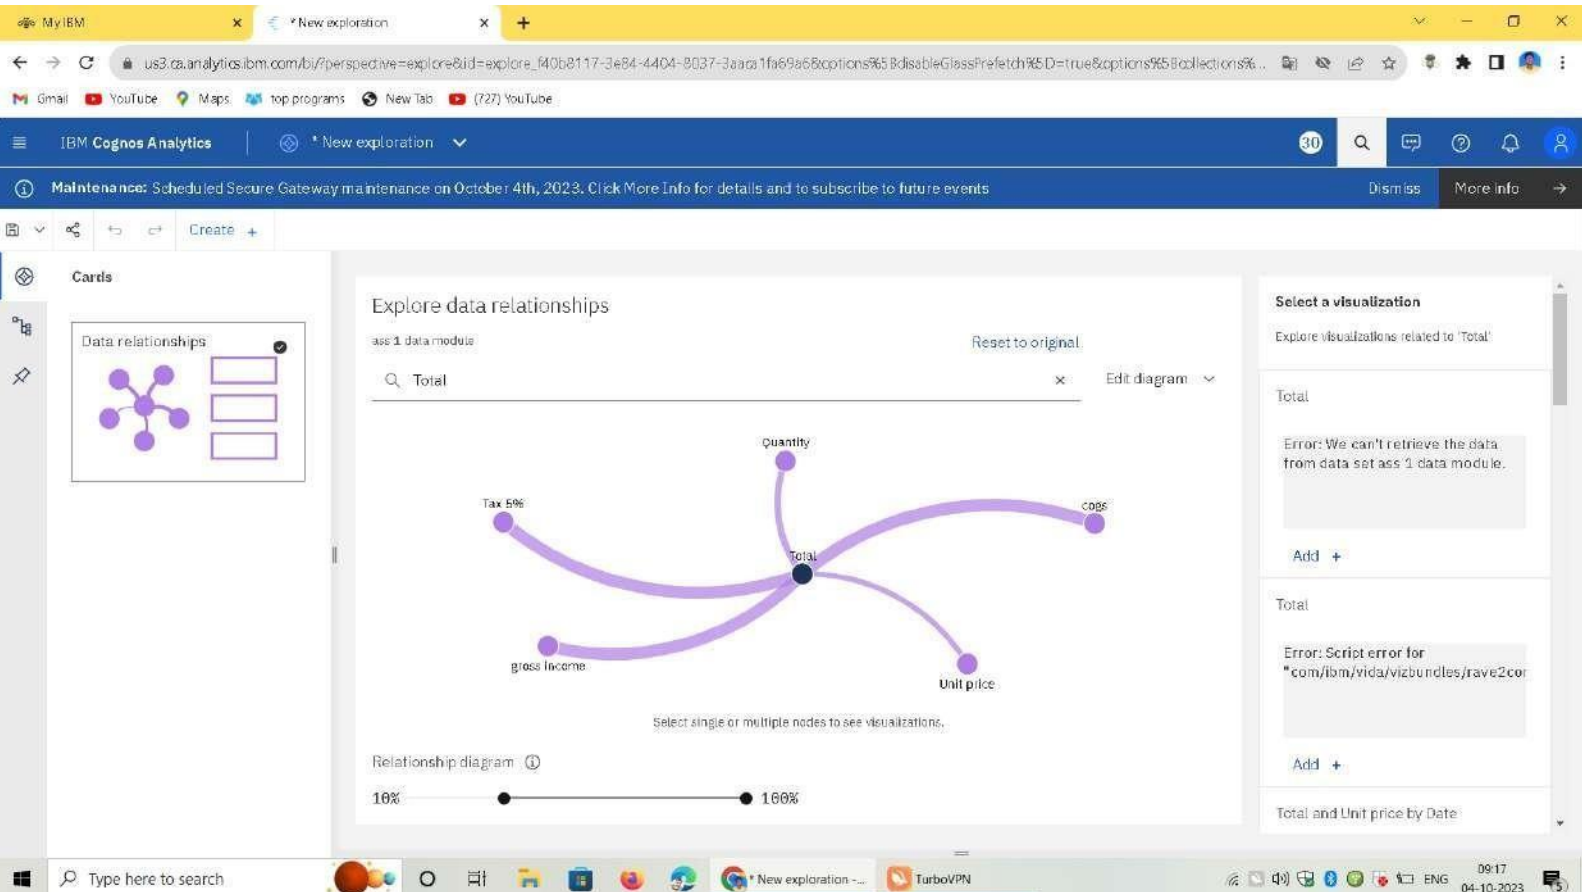 My IBM
* New exploration
us3.ca.analytics.ibm.com/bi/?perspective=explore&id=explore_f40b8117-3e84-4404-8037-3aaca1fa69a6&options%5BdisableGlassPrefetch%5D=true&options%5Bcollections%...
Gmail YouTube Maps top programs New Tab (727) YouTube
IBM Cognos Analytics * New exploration 30
Maintenance: Scheduled Secure Gateway maintenance on October 4th, 2023. Click More Info for details and to subscribe to future events Dismiss More info
Create +
Cards
Data relationships
Explore data relationships
ass 1 data module
Reset to original
Total
Edit diagram
Quantity
Tax 5%
cogs
Total
gross income
Unit price
Select single or multiple nodes to see visualizations.
Relationship diagram
10% 100%
Select a visualization
Explore visualizations related to 'Total'
Total
Error: We can't retrieve the data
from data set ass 1 data module.
Add +
Total
Error: Script error for
"com/ibm/vida/vizbundles/rave2cor
Add +
Total and Unit price by Date
Type here to search
* New exploration -...
TurboVPN
ENG
09:17
04-10-2023
5